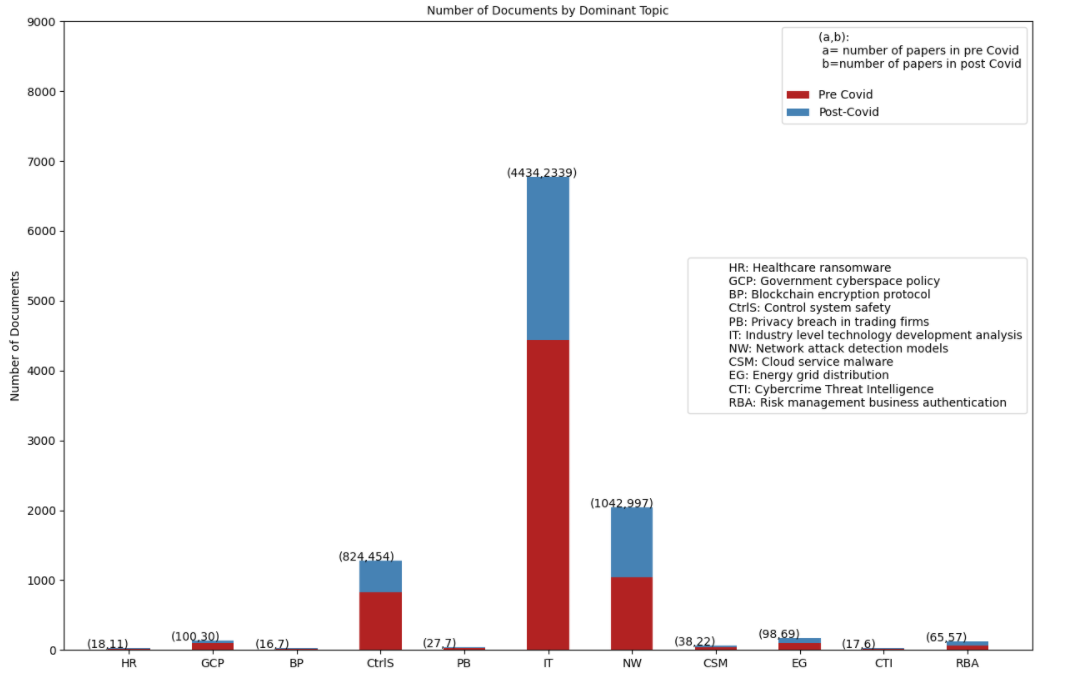 Number of Documents by Dominant Topic
9000
8000
7000
6000
5000
4000
3000
2000
1000
0
Number of Documents
(a,b):
a= number of papers in pre Covid
b=number of papers in post Covid
Pre Covid
Post-Covid
HR: Healthcare ransomware
GCP: Government cyberspace policy
BP: Blockchain encryption protocol
CtrlS: Control system safety
PB: Privacy breach in trading firms
IT: Industry level technology development analysis
NW: Network attack detection models
CSM: Cloud service malware
EG: Energy grid distribution
CTI: Cybercrime Threat Intelligence
RBA: Risk management business authentication
(18,11)
(100,30)
(16,7)
(824,454)
(27,7)
(4434,2339)
(1042,997)
(38,22)
(98,69)
(17,6)
(65,57)
HR
GCP
BP
CtrlS
PB
IT
NW
CSM
EG
CTI
RBA